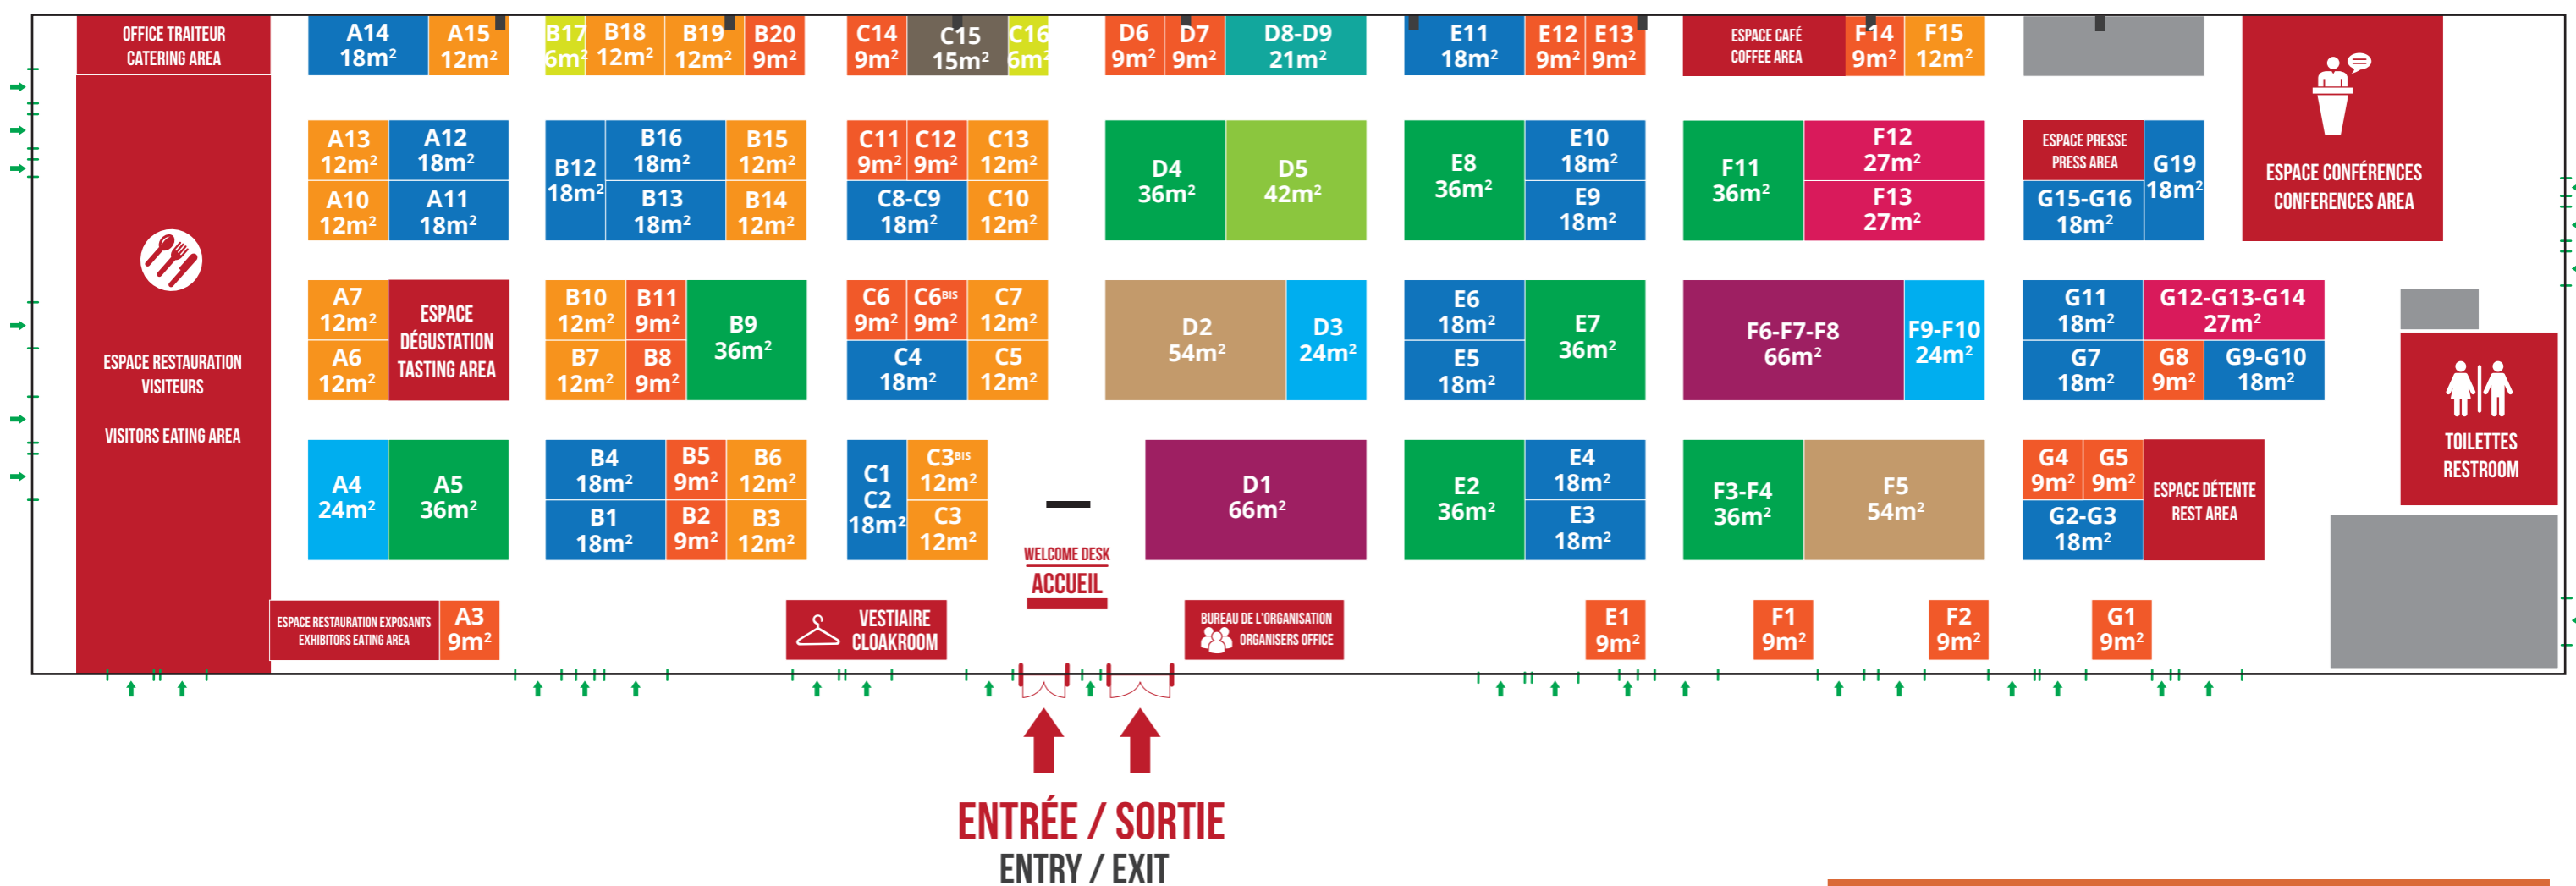 OFFICE TRAITEUR
CATERING AREA
A14
18m²
A15
12m²
B17
6m²
B18
12m²
B19
12m²
B20
9m²
C14
9m²
C15
15m²
C16
6m²
D6
9m²
D7
9m²
D8-D9
21m²
E11
18m²
E12
9m²
E13
9m²
ESPACE CAFÉ
COFFEE AREA
F14
9m²
F15
12m²
A13
12m²
A12
18m²
A10
12m²
A11
18m²
B12
18m²
B16
18m²
B15
12m²
B13
18m²
B14
12m²
C11
9m²
C12
9m²
C13
12m²
C8-C9
18m²
C10
12m²
D4
36m²
D5
42m²
E8
36m²
E10
18m²
E9
18m²
F11
36m²
F12
27m²
F13
27m²
ESPACE PRESSE
PRESS AREA
G19
18m²
G15-G16
18m²
ESPACE CONFÉRENCES
CONFERENCES AREA
ESPACE RESTAURATION
VISITEURS
VISITORS EATING AREA
A7
12m²
A6
12m²
ESPACE
DÉGUSTATION
TASTING AREA
B10
12m²
B11
9m²
B9
36m²
B7
12m²
B8
9m²
C6
9m²
C6BIS
9m²
C7
12m²
C4
18m²
C5
12m²
D2
54m²
D3
24m²
E6
18m²
E5
18m²
E7
36m²
F6-F7-F8
66m²
F9-F10
24m²
G11
18m²
G12-G13-G14
27m²
G7
18m²
G8
9m²
G9-G10
18m²
TOILETTES
RESTROOM
A4
24m²
A5
36m²
B4
18m²
B5
9m²
B6
12m²
B1
18m²
B2
9m²
B3
12m²
C1
C2
18m²
C3BIS
12m²
C3
12m²
D1
66m²
E2
36m²
E4
18m²
E3
18m²
F3-F4
36m²
F5
54m²
G4
9m²
G5
9m²
G2-G3
18m²
ESPACE DÉTENTE
REST AREA
WELCOME DESK
ACCUEIL
ESPACE RESTAURATION EXPOSANTS
EXHIBITORS EATING AREA
A3
9m²
VESTIAIRE
CLOAKROOM
BUREAU DE L'ORGANISATION
ORGANISERS OFFICE
E1
9m²
F1
9m²
F2
9m²
G1
9m²
ENTRÉE / SORTIE
ENTRY / EXIT